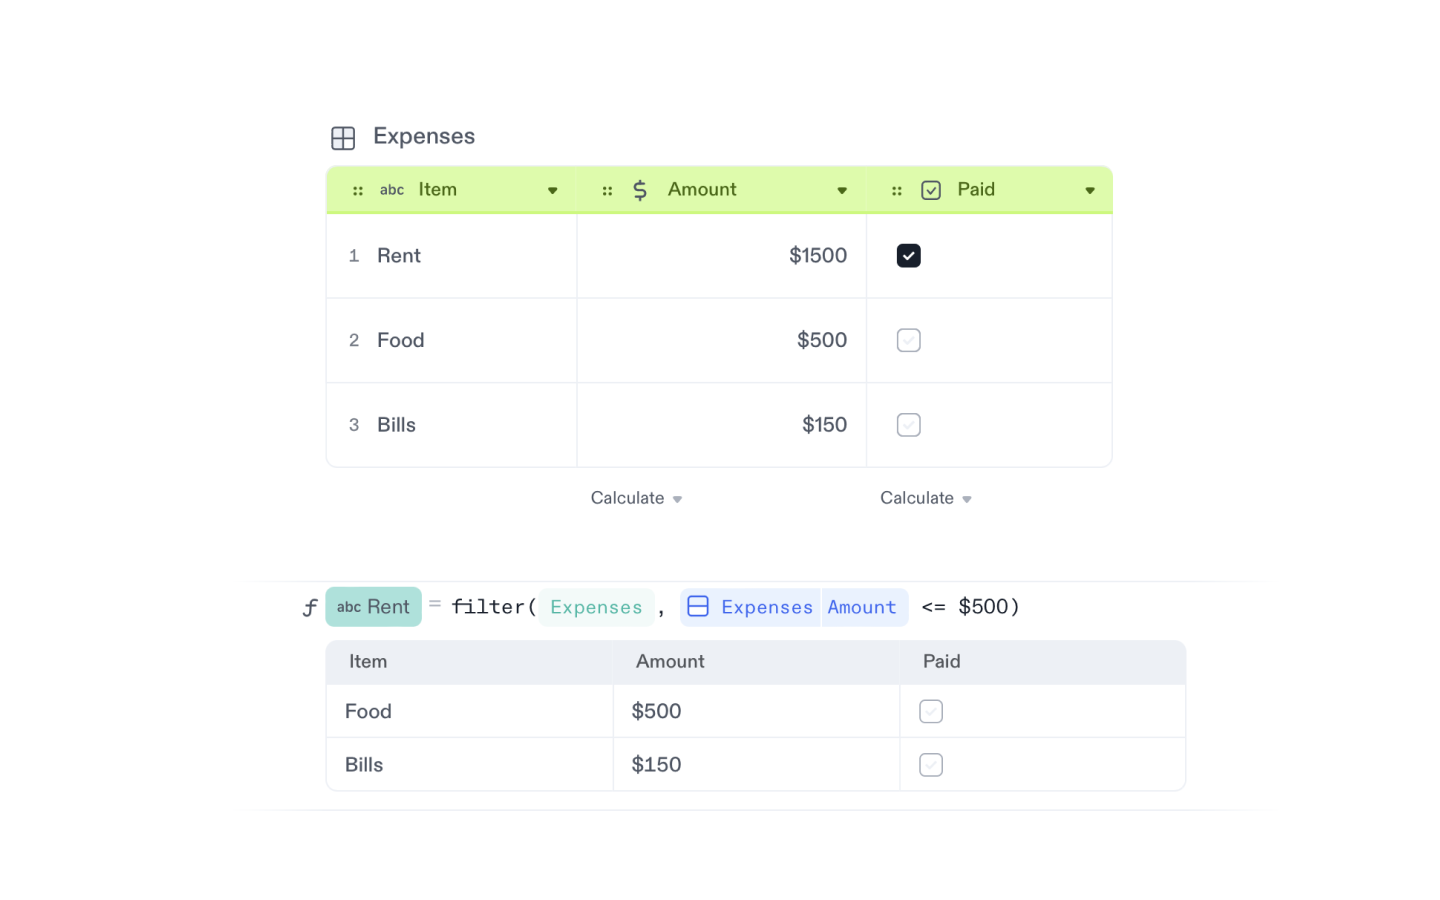 Expenses
abc Item $ Amount Paid
1 Rent $1500
2 Food $500
3 Bills $150
Calculate Calculate
ƒ abc Rent = filter( Expenses , Expenses Amount <= $500)
Item Amount Paid
Food $500
Bills $150